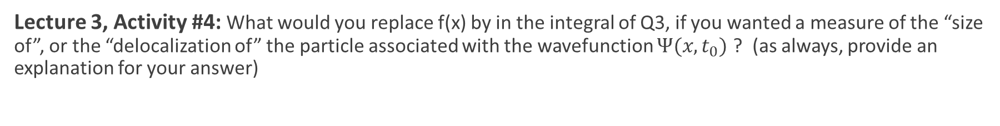 Lecture 3, Activity #4: What would you replace f(x) by in the integral of Q3, if you wanted a measure of the “size
of”, or the “delocalization of” the particle associated with the wavefunction Ψ(x, t₀) ?  (as always, provide an
explanation for your answer)